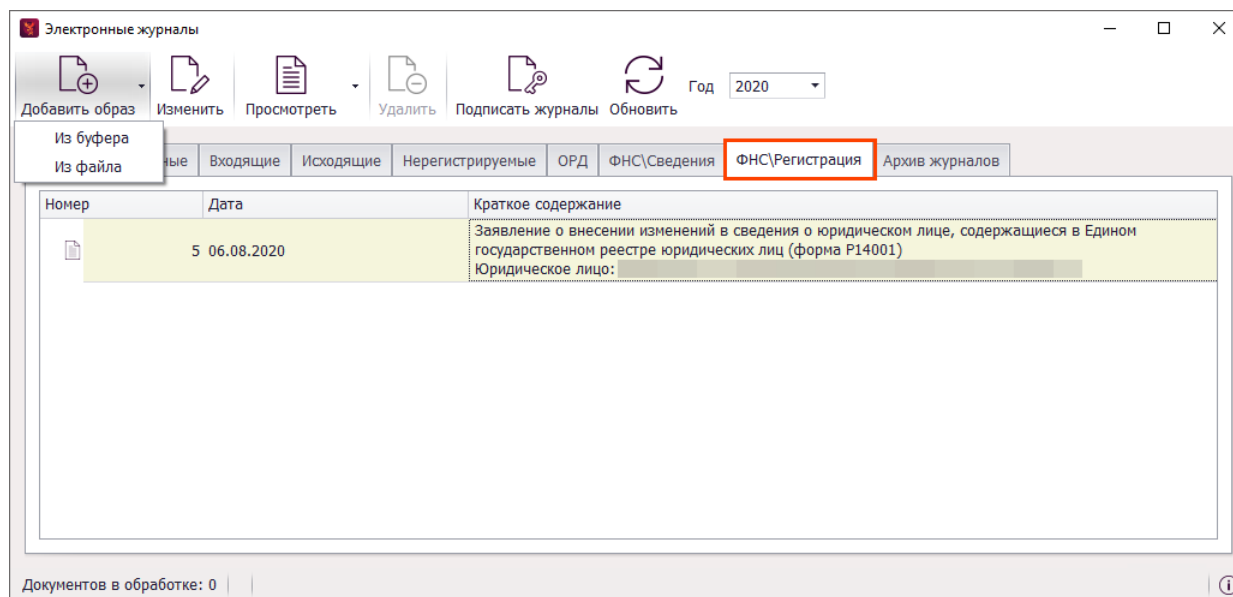 Электронные журналы
Добавить образ
Изменить
Просмотреть
Удалить
Подписать журналы
Обновить
Год
2020
Из буфера
Из файла
Входящие
Исходящие
Нерегистрируемые
ОРД
ФНС\Сведения
ФНС\Регистрация
Архив журналов
Номер
Дата
Краткое содержание
5
06.08.2020
Заявление о внесении изменений в сведения о юридическом лице, содержащиеся в Едином
государственном реестре юридических лиц (форма Р14001)
Юридическое лицо:
Документов в обработке: 0